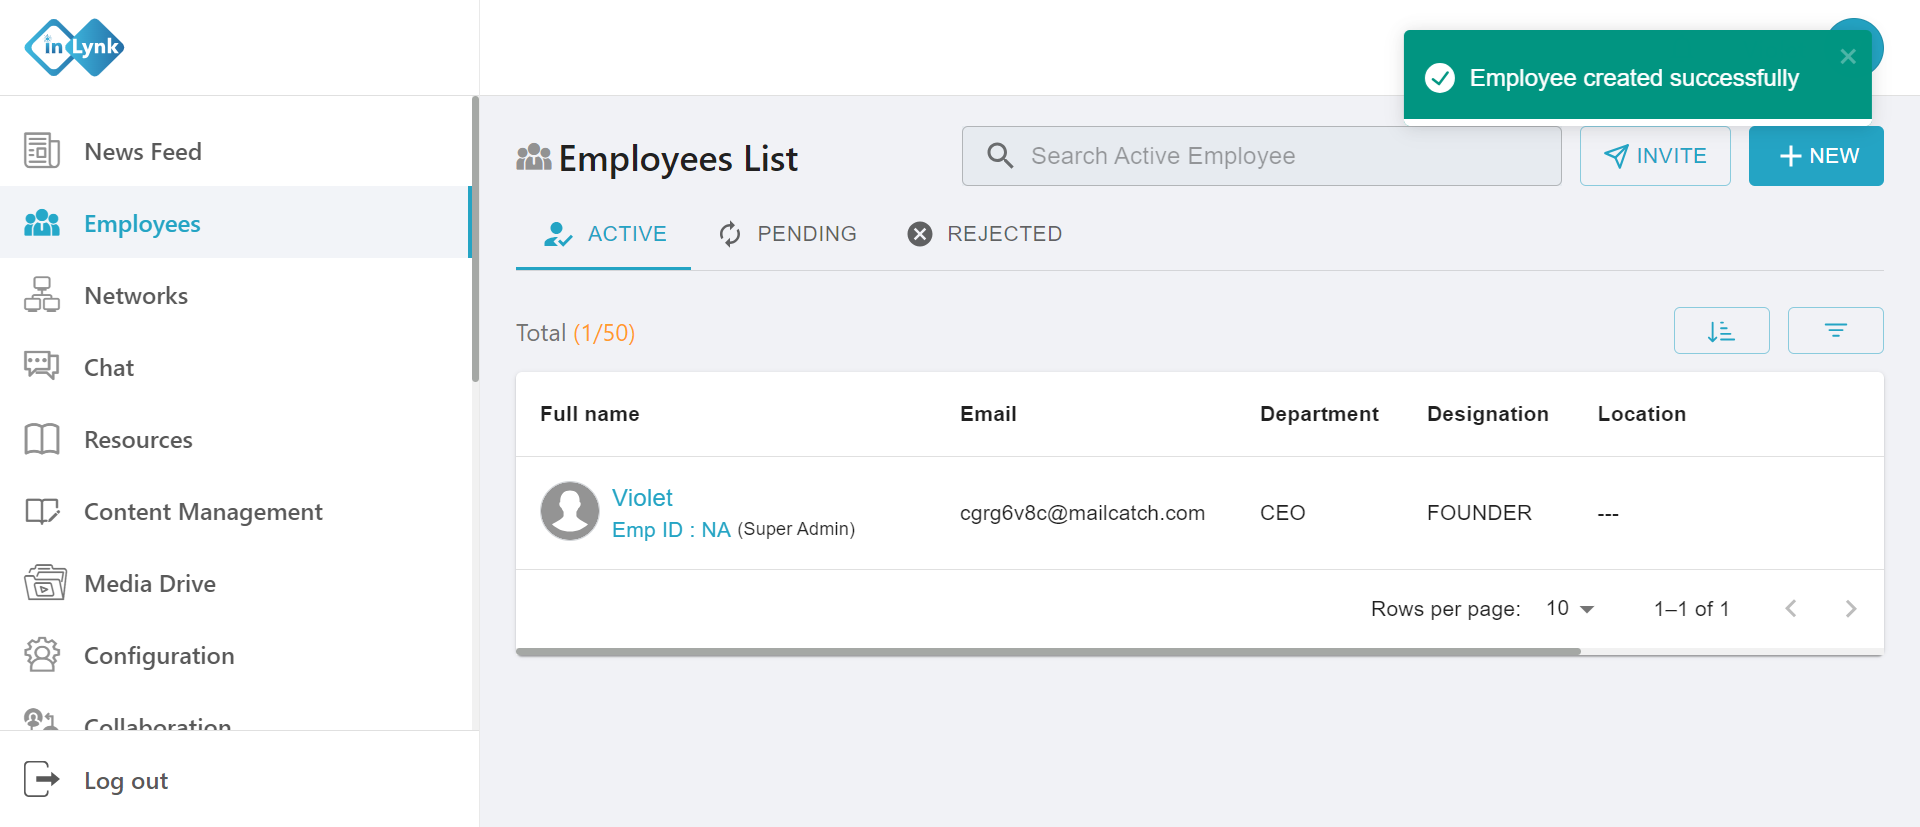 in Lynk
Employee created successfully
News Feed
Employees
Networks
Chat
Resources
Content Management
Media Drive
Configuration
Collaboration
Log out
Employees List
Search Active Employee
INVITE
NEW
ACTIVE
PENDING
REJECTED
Total (1/50)
Full name Email Department Designation Location
Violet
Emp ID : NA (Super Admin)
cgrg6v8c@mailcatch.com
CEO
FOUNDER
---
Rows per page: 10 1–1 of 1